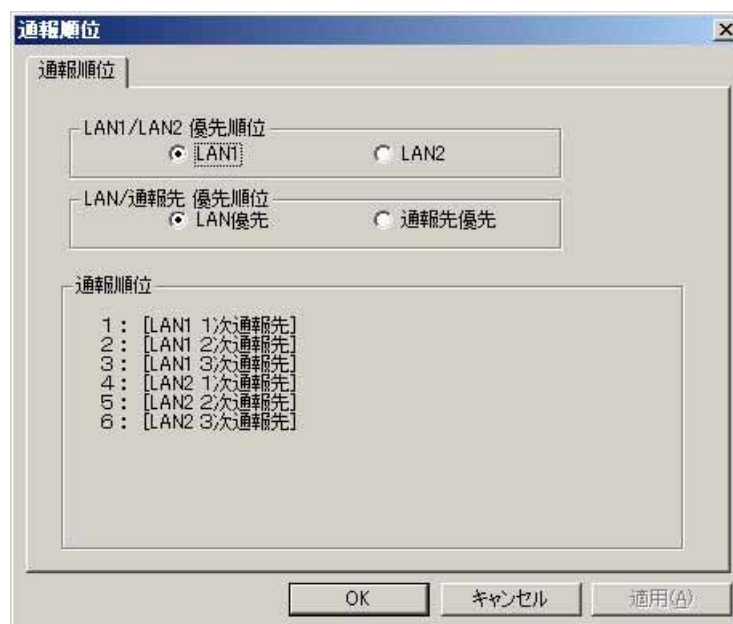 通報順位
通報順位
LAN1/LAN2 優先順位
LAN1 LAN2
LAN/通報先 優先順位
LAN優先 通報先優先
通報順位
1： [LAN1 1次通報先]
2： [LAN1 2次通報先]
3： [LAN1 3次通報先]
4： [LAN2 1次通報先]
5： [LAN2 2次通報先]
6： [LAN2 3次通報先]
OK キャンセル 適用(A)